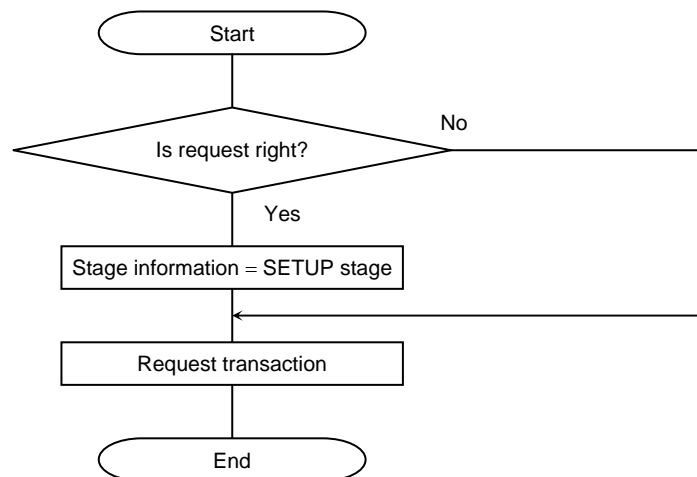 Start
No
Is request right?
Yes
Stage information = SETUP stage
Request transaction
End